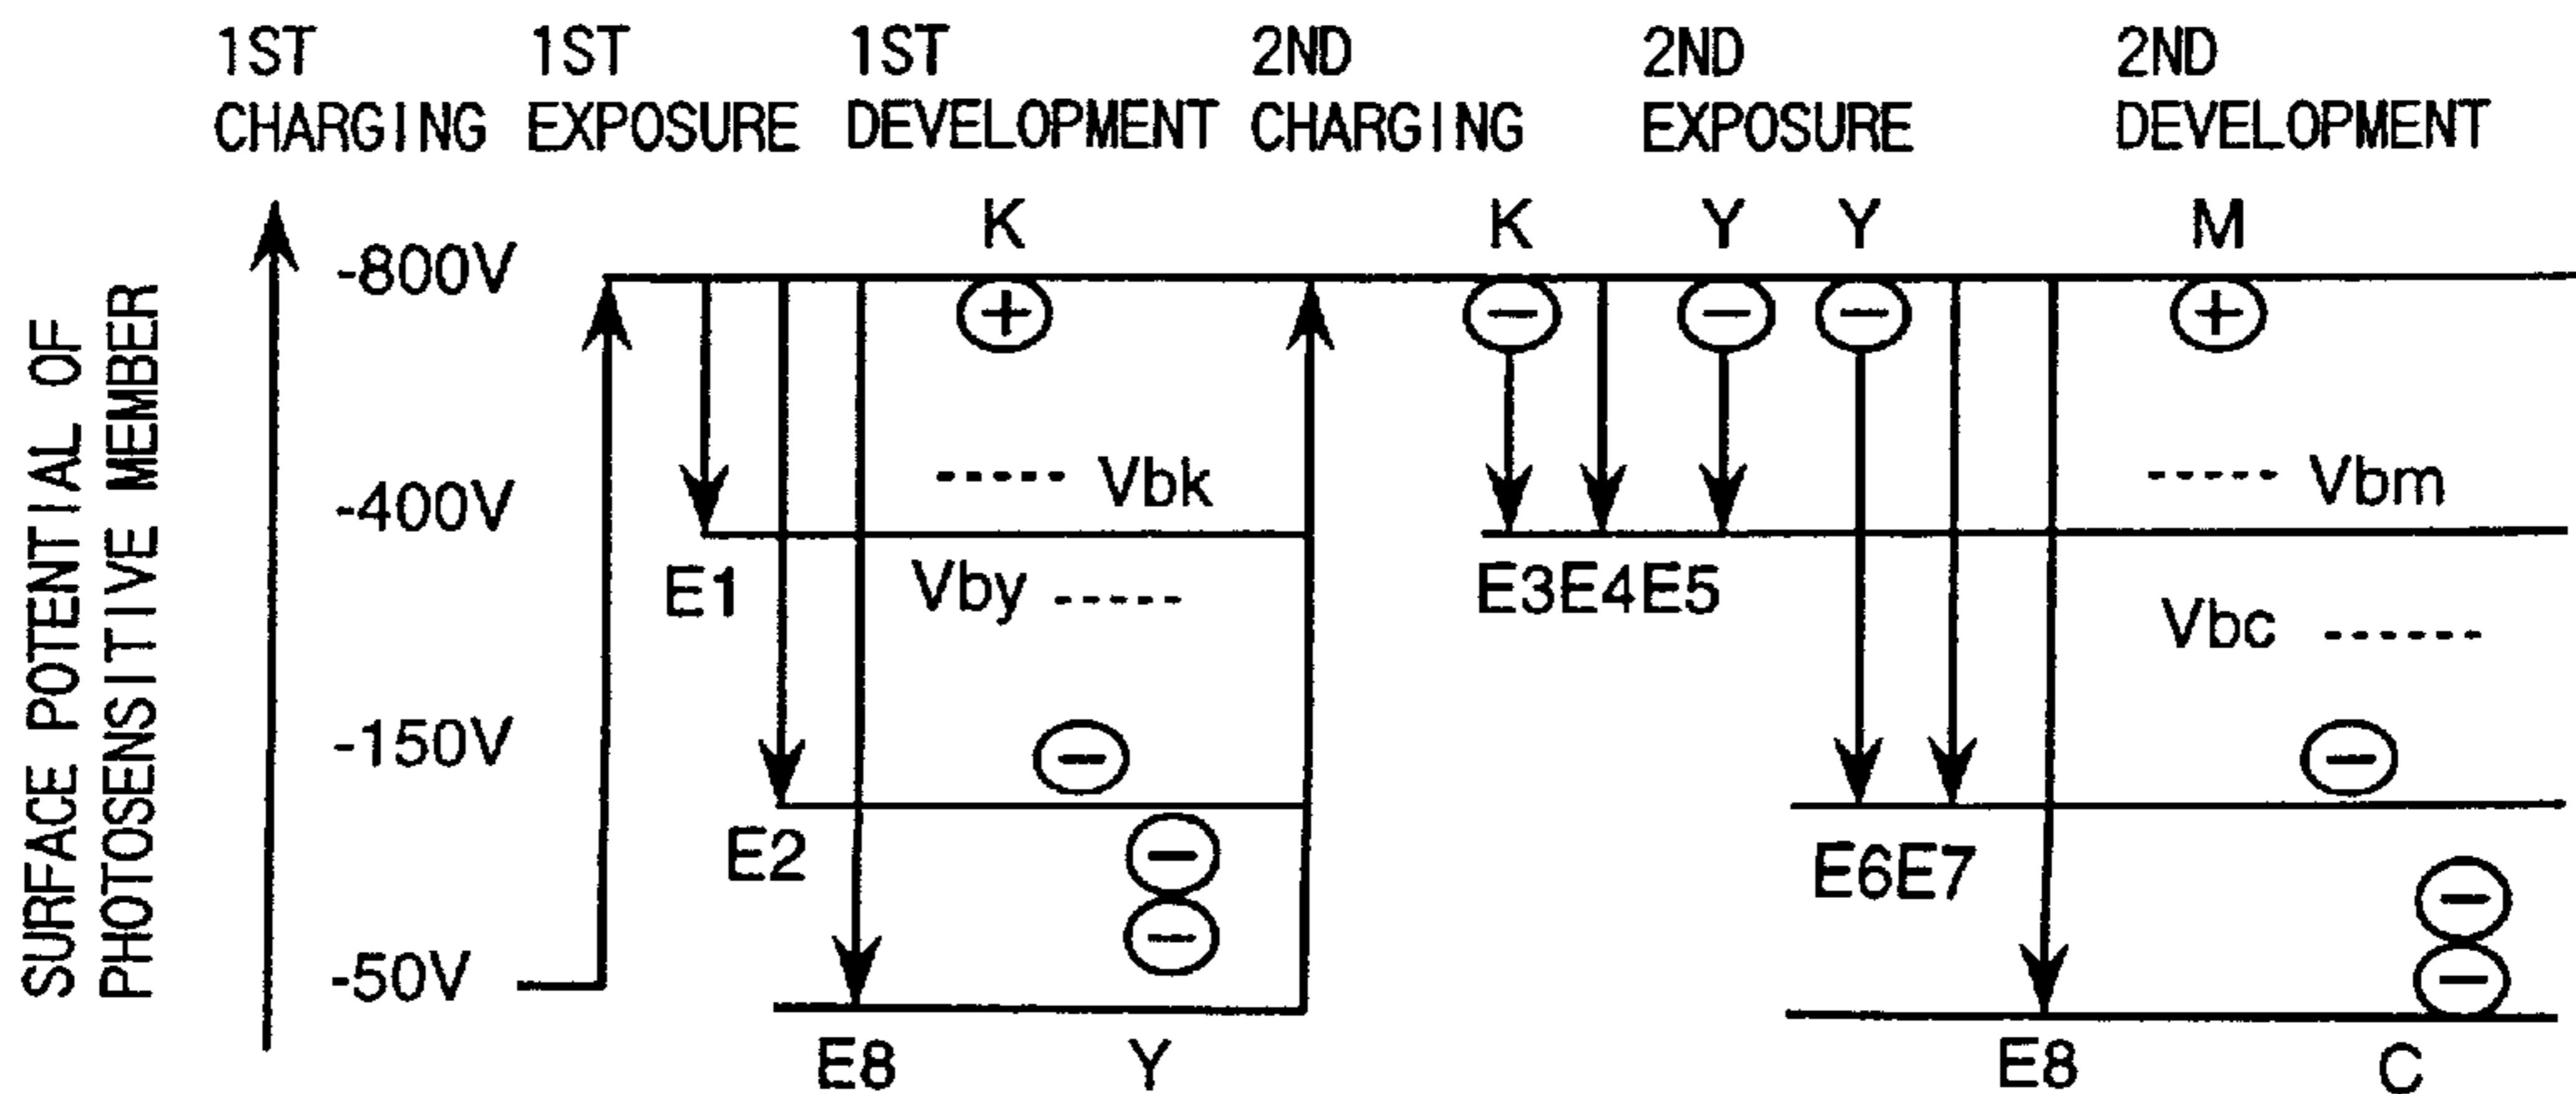 1ST CHARGING
1ST EXPOSURE
1ST DEVELOPMENT
2ND CHARGING
2ND EXPOSURE
2ND DEVELOPMENT
SURFACE POTENTIAL OF
PHOTOSENSITIVE MEMBER
-800V
-400V
-150V
-50V
K
+
Vbk
E1
Vby
−
E2
−
−
E8
Y
K
Y
Y
M
−
−
−
+
Vbm
E3E4E5
Vbc
−
E6E7
−
−
E8
C